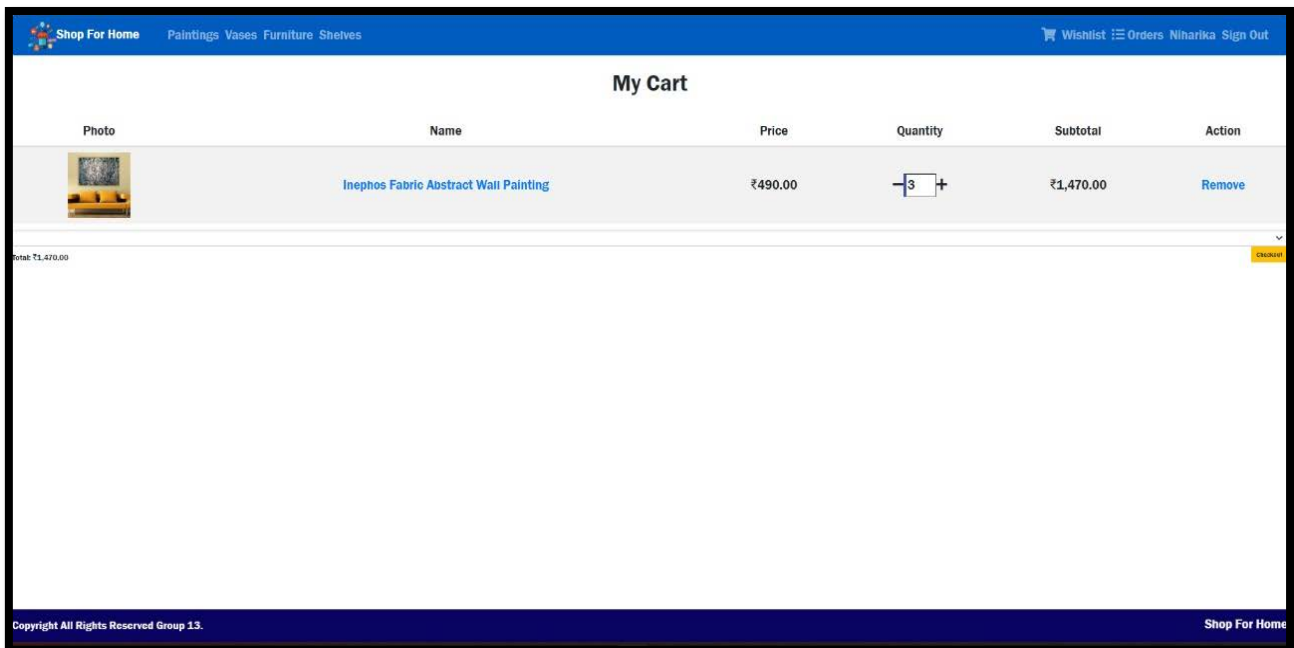 Shop For Home Paintings Vases Furniture Shelves Wishlist Orders Niharika Sign Out
My Cart
Photo Name Price Quantity Subtotal Action
Inephos Fabric Abstract Wall Painting ₹490.00 3 ₹1,470.00 Remove
Total: ₹1,470.00 Checkout
Copyright All Rights Reserved Group 13. Shop For Home